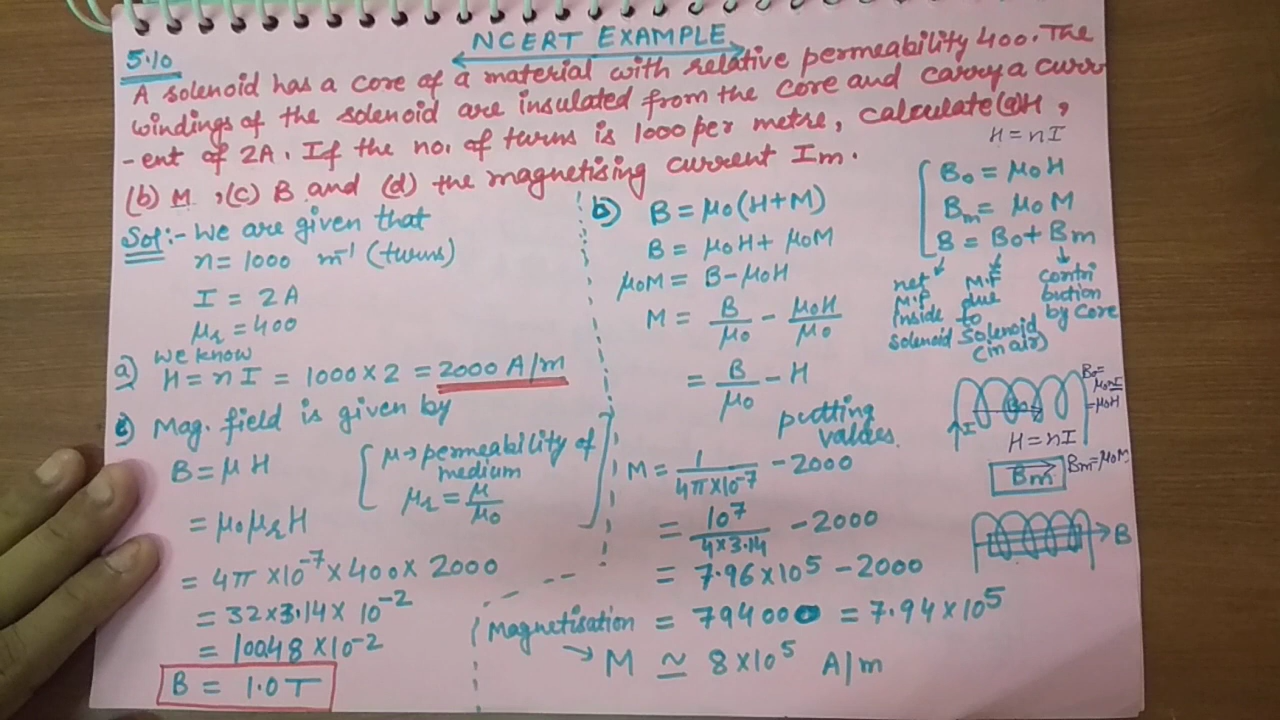 NCERT EXAMPLE
5.10
A solenoid has a core of a material with relative permeability 400. The
windings of the solenoid are insulated from the core and carry a curr
-ent of 2A. If the no. of turns is 1000 per metre, calculate (a) H,
(b) M, (c) B and (d) the magnetising current Im.
Sol:- We are given that
n = 1000 m⁻¹ (turns)
I = 2A
μr = 400
a) We know
H = nI = 1000 × 2 = 2000 A/m
c) Mag. field is given by
B = μH
μ → permeability of
medium
μr = μ/μ0
= μ0μrH
= 4π × 10⁻⁷ × 400 × 2000
= 32 × 3.14 × 10⁻²
= 100.48 × 10⁻²
B = 1.0 T
b) B = μ0(H+M)
B = μ0H + μ0M
μ0M = B - μ0H
M = B/μ0 - μ0H/μ0
= B/μ0 - H
putting
values.
M = 1/(4π×10⁻⁷) - 2000
= 10⁷/(4×3.14) - 2000
= 7.96×10⁵ - 2000
Magnetisation = 794000 = 7.94×10⁵
→ M ≃ 8×10⁵ A/m
H = nI
B0 = μ0H
Bm = μ0M
B = B0 + Bm
net
M.F
inside
solenoid
M.F
due
to
Solenoid
(in air)
contri
bution
by core
B0 =
μ0nI
= μ0H
B0
I
H = nI
Bm
Bm = μ0M
B